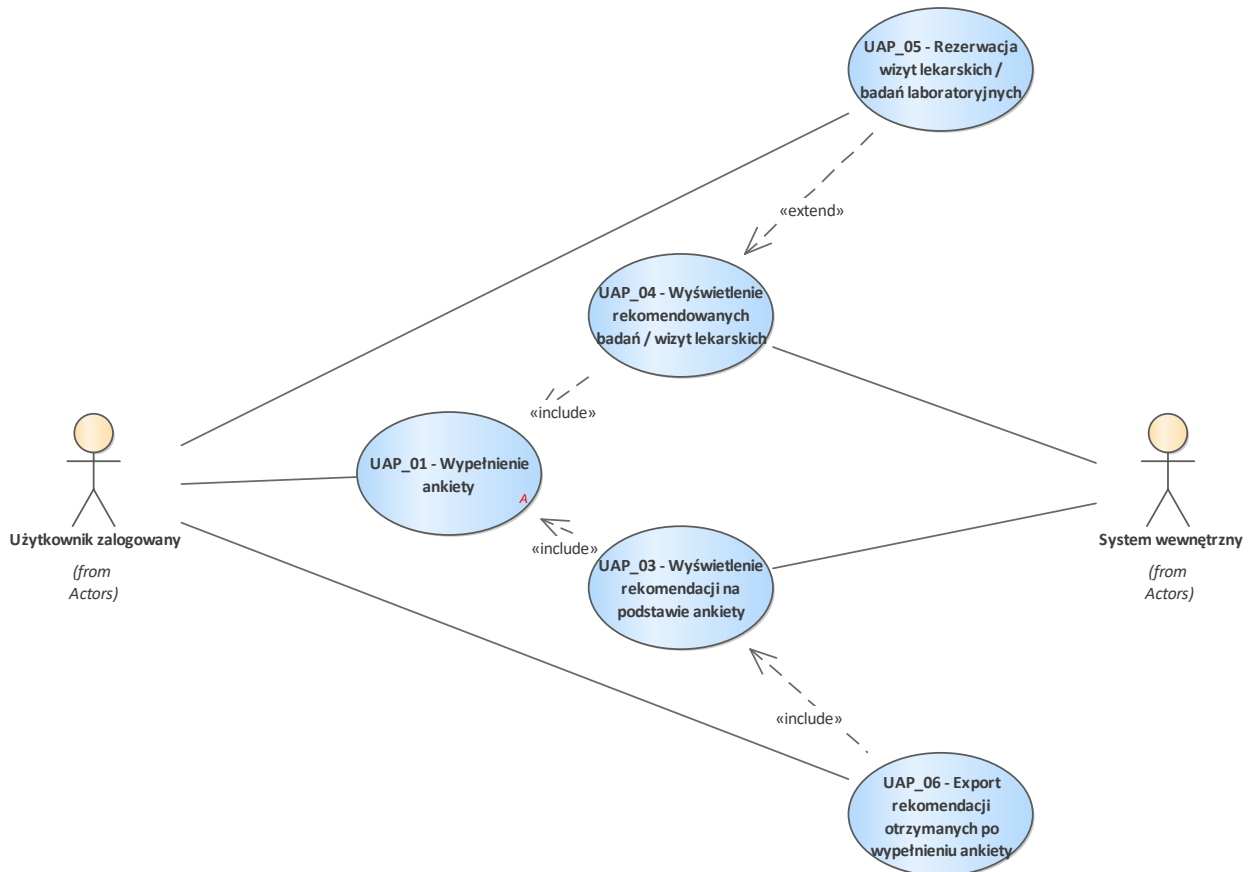 UAP_05 - Rezerwacja
wizyt lekarskich /
badań laboratoryjnych
«extend»
UAP_04 - Wyświetlenie
rekomendowanych
badań / wizyt lekarskich
«include»
UAP_01 - Wypełnienie
ankiety
A
Użytkownik zalogowany
(from
Actors)
System wewnętrzny
(from
Actors)
«include»
UAP_03 - Wyświetlenie
rekomendacji na
podstawie ankiety
«include»
UAP_06 - Export
rekomendacji
otrzymanych po
wypełnieniu ankiety